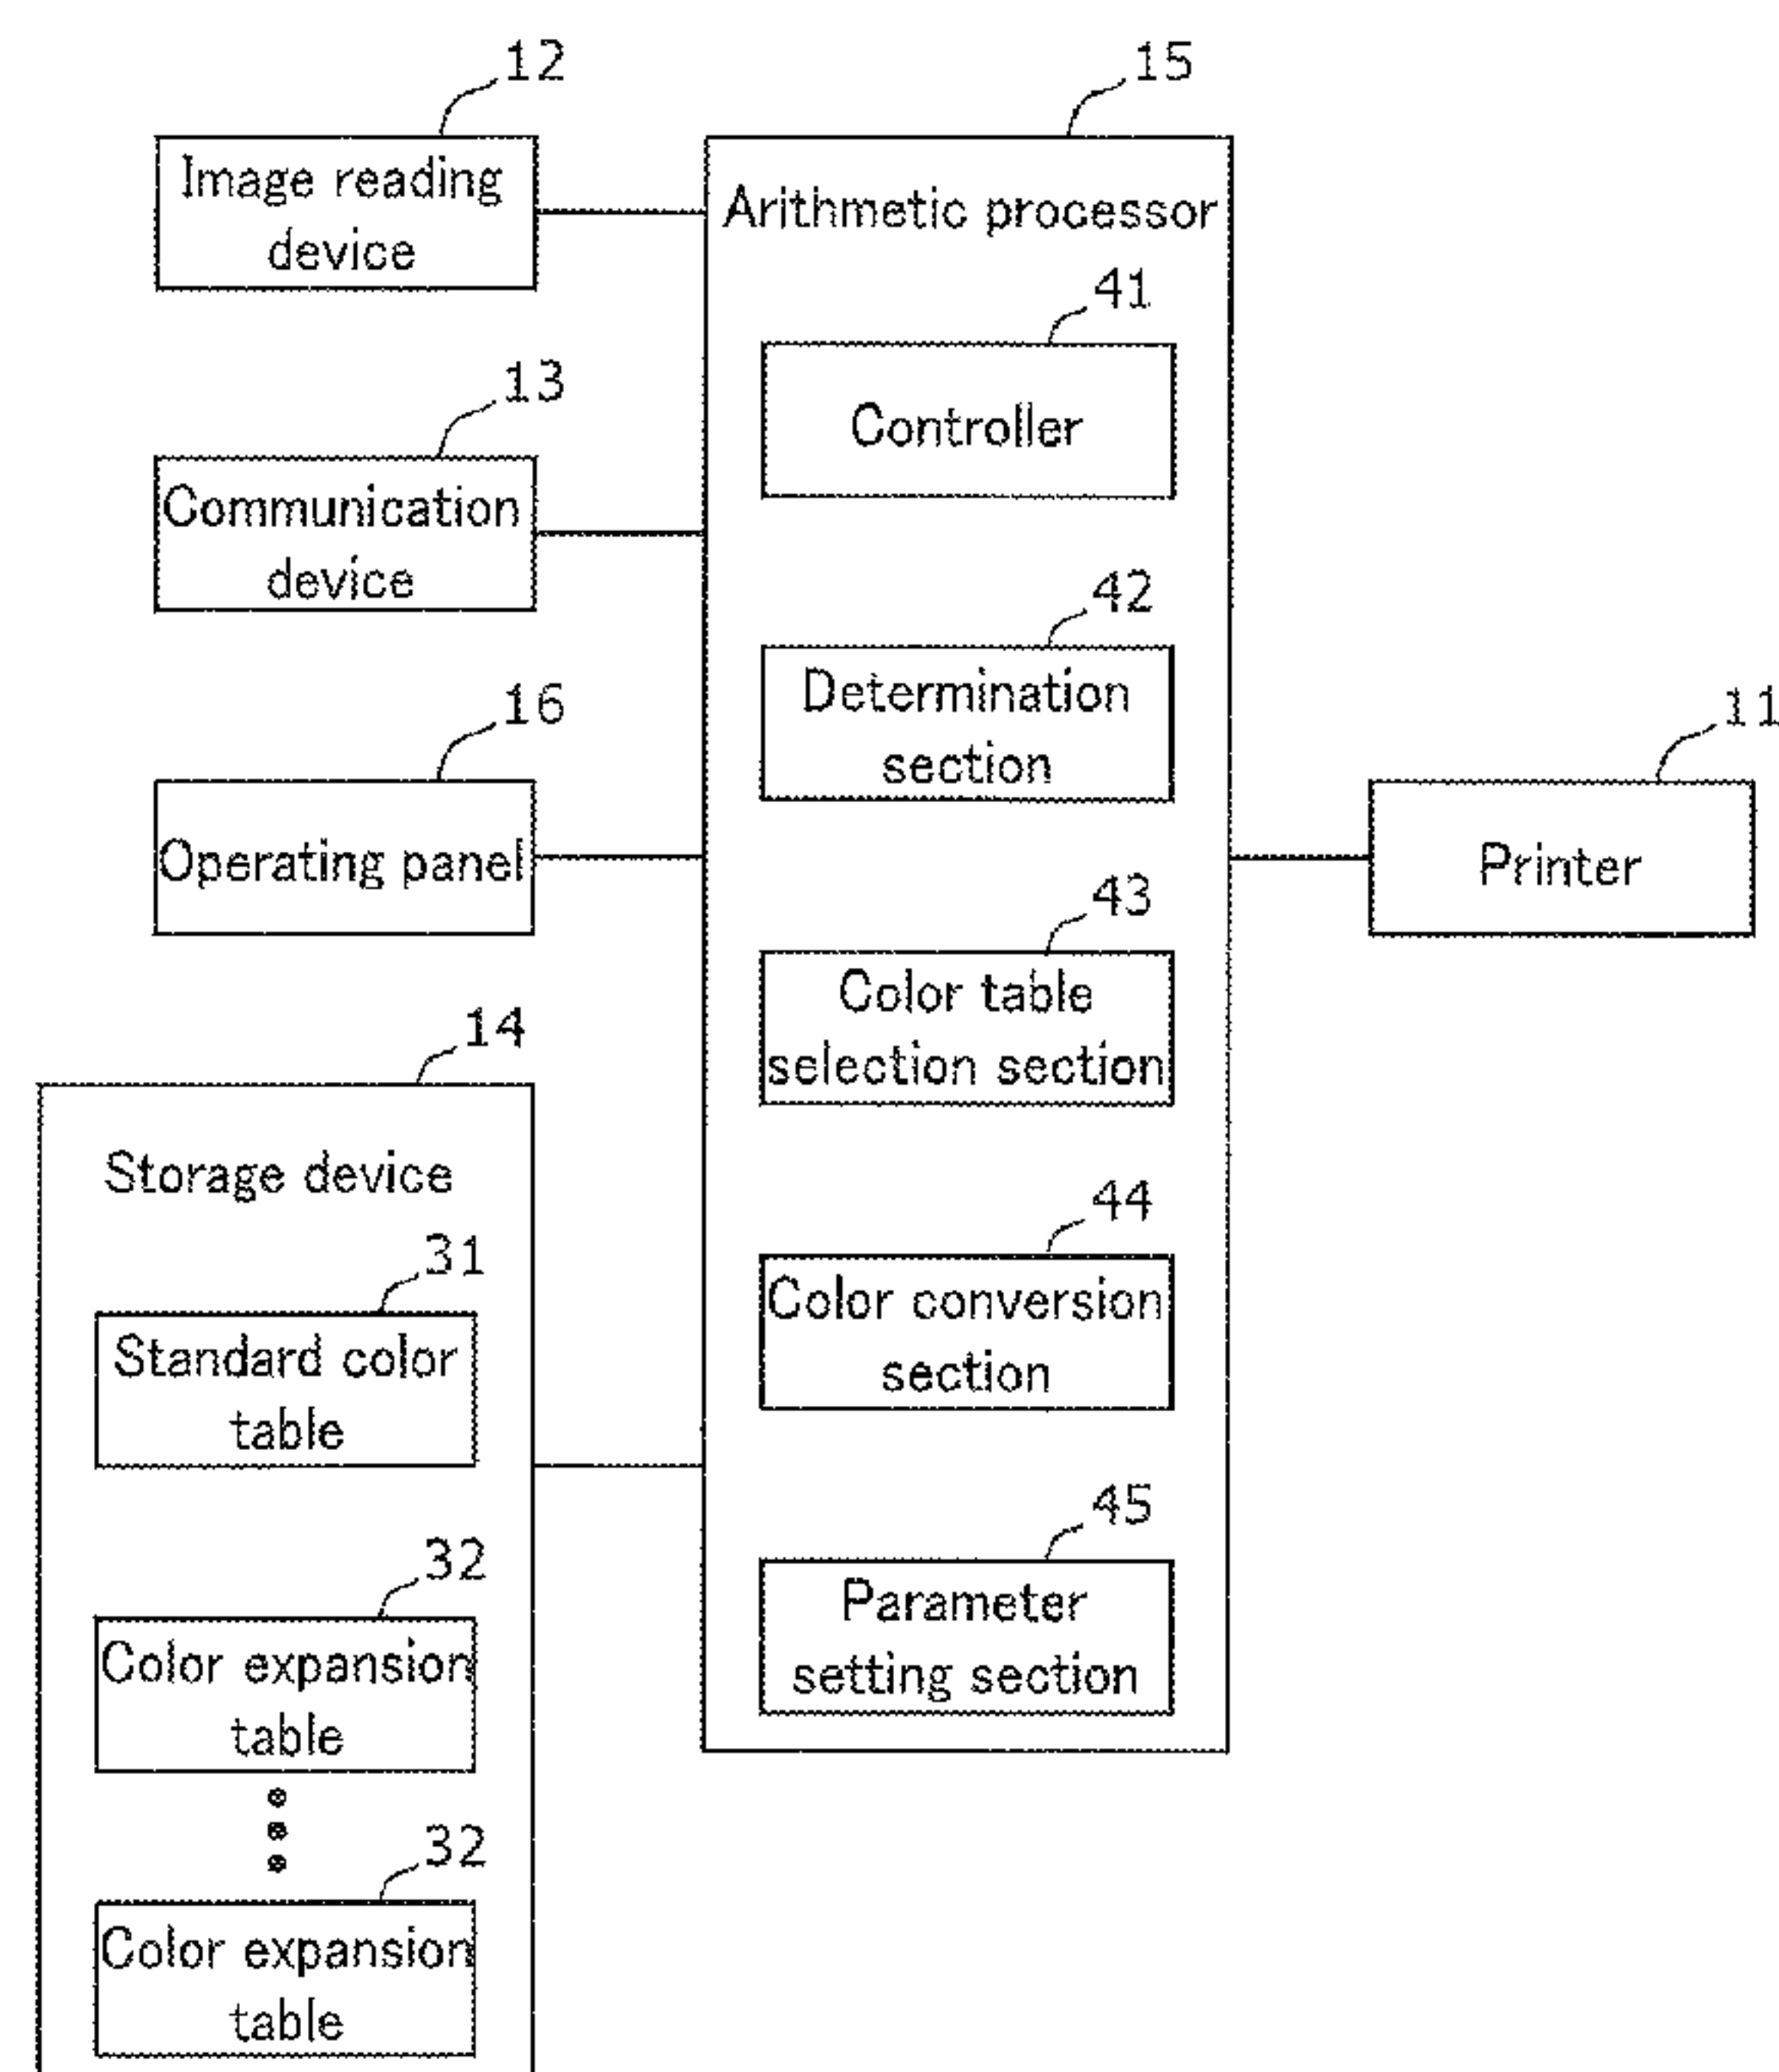 12
Image reading
device
13
Communication
device
16
Operating panel
14
Storage device
31
Standard color
table
32
Color expansion
table
32
Color expansion
table
15
Arithmetic processor
41
Controller
42
Determination
section
43
Color table
selection section
44
Color conversion
section
45
Parameter
setting section
11
Printer